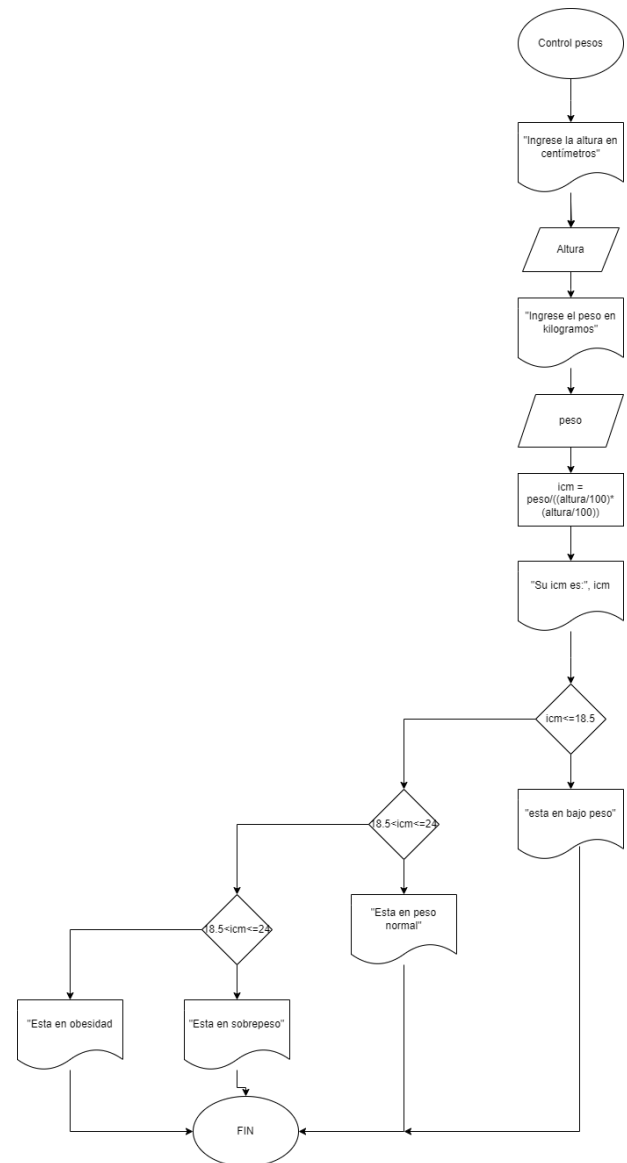 Control pesos
"Ingrese la altura en
centímetros"
Altura
"Ingrese el peso en
kilogramos"
peso
icm =
peso/((altura/100)*
(altura/100))
"Su icm es:", icm
icm<=18.5
18.5<icm<=24
"esta en bajo peso"
18.5<icm<=24
"Esta en peso
normal"
"Esta en obesidad
"Esta en sobrepeso"
FIN